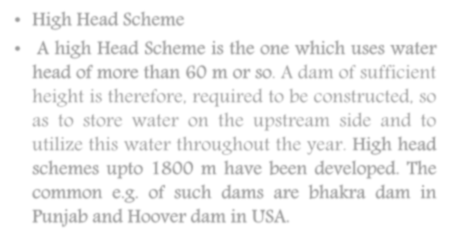 • High Head Scheme
• A high Head Scheme is the one which uses water
head of more than 60 m or so. A dam of sufficient
height is therefore, required to be constructed, so
as to store water on the upstream side and to
utilize this water throughout the year. High head
schemes upto 1800 m have been developed. The
common e.g. of such dams are bhakra dam in
Punjab and Hoover dam in USA.